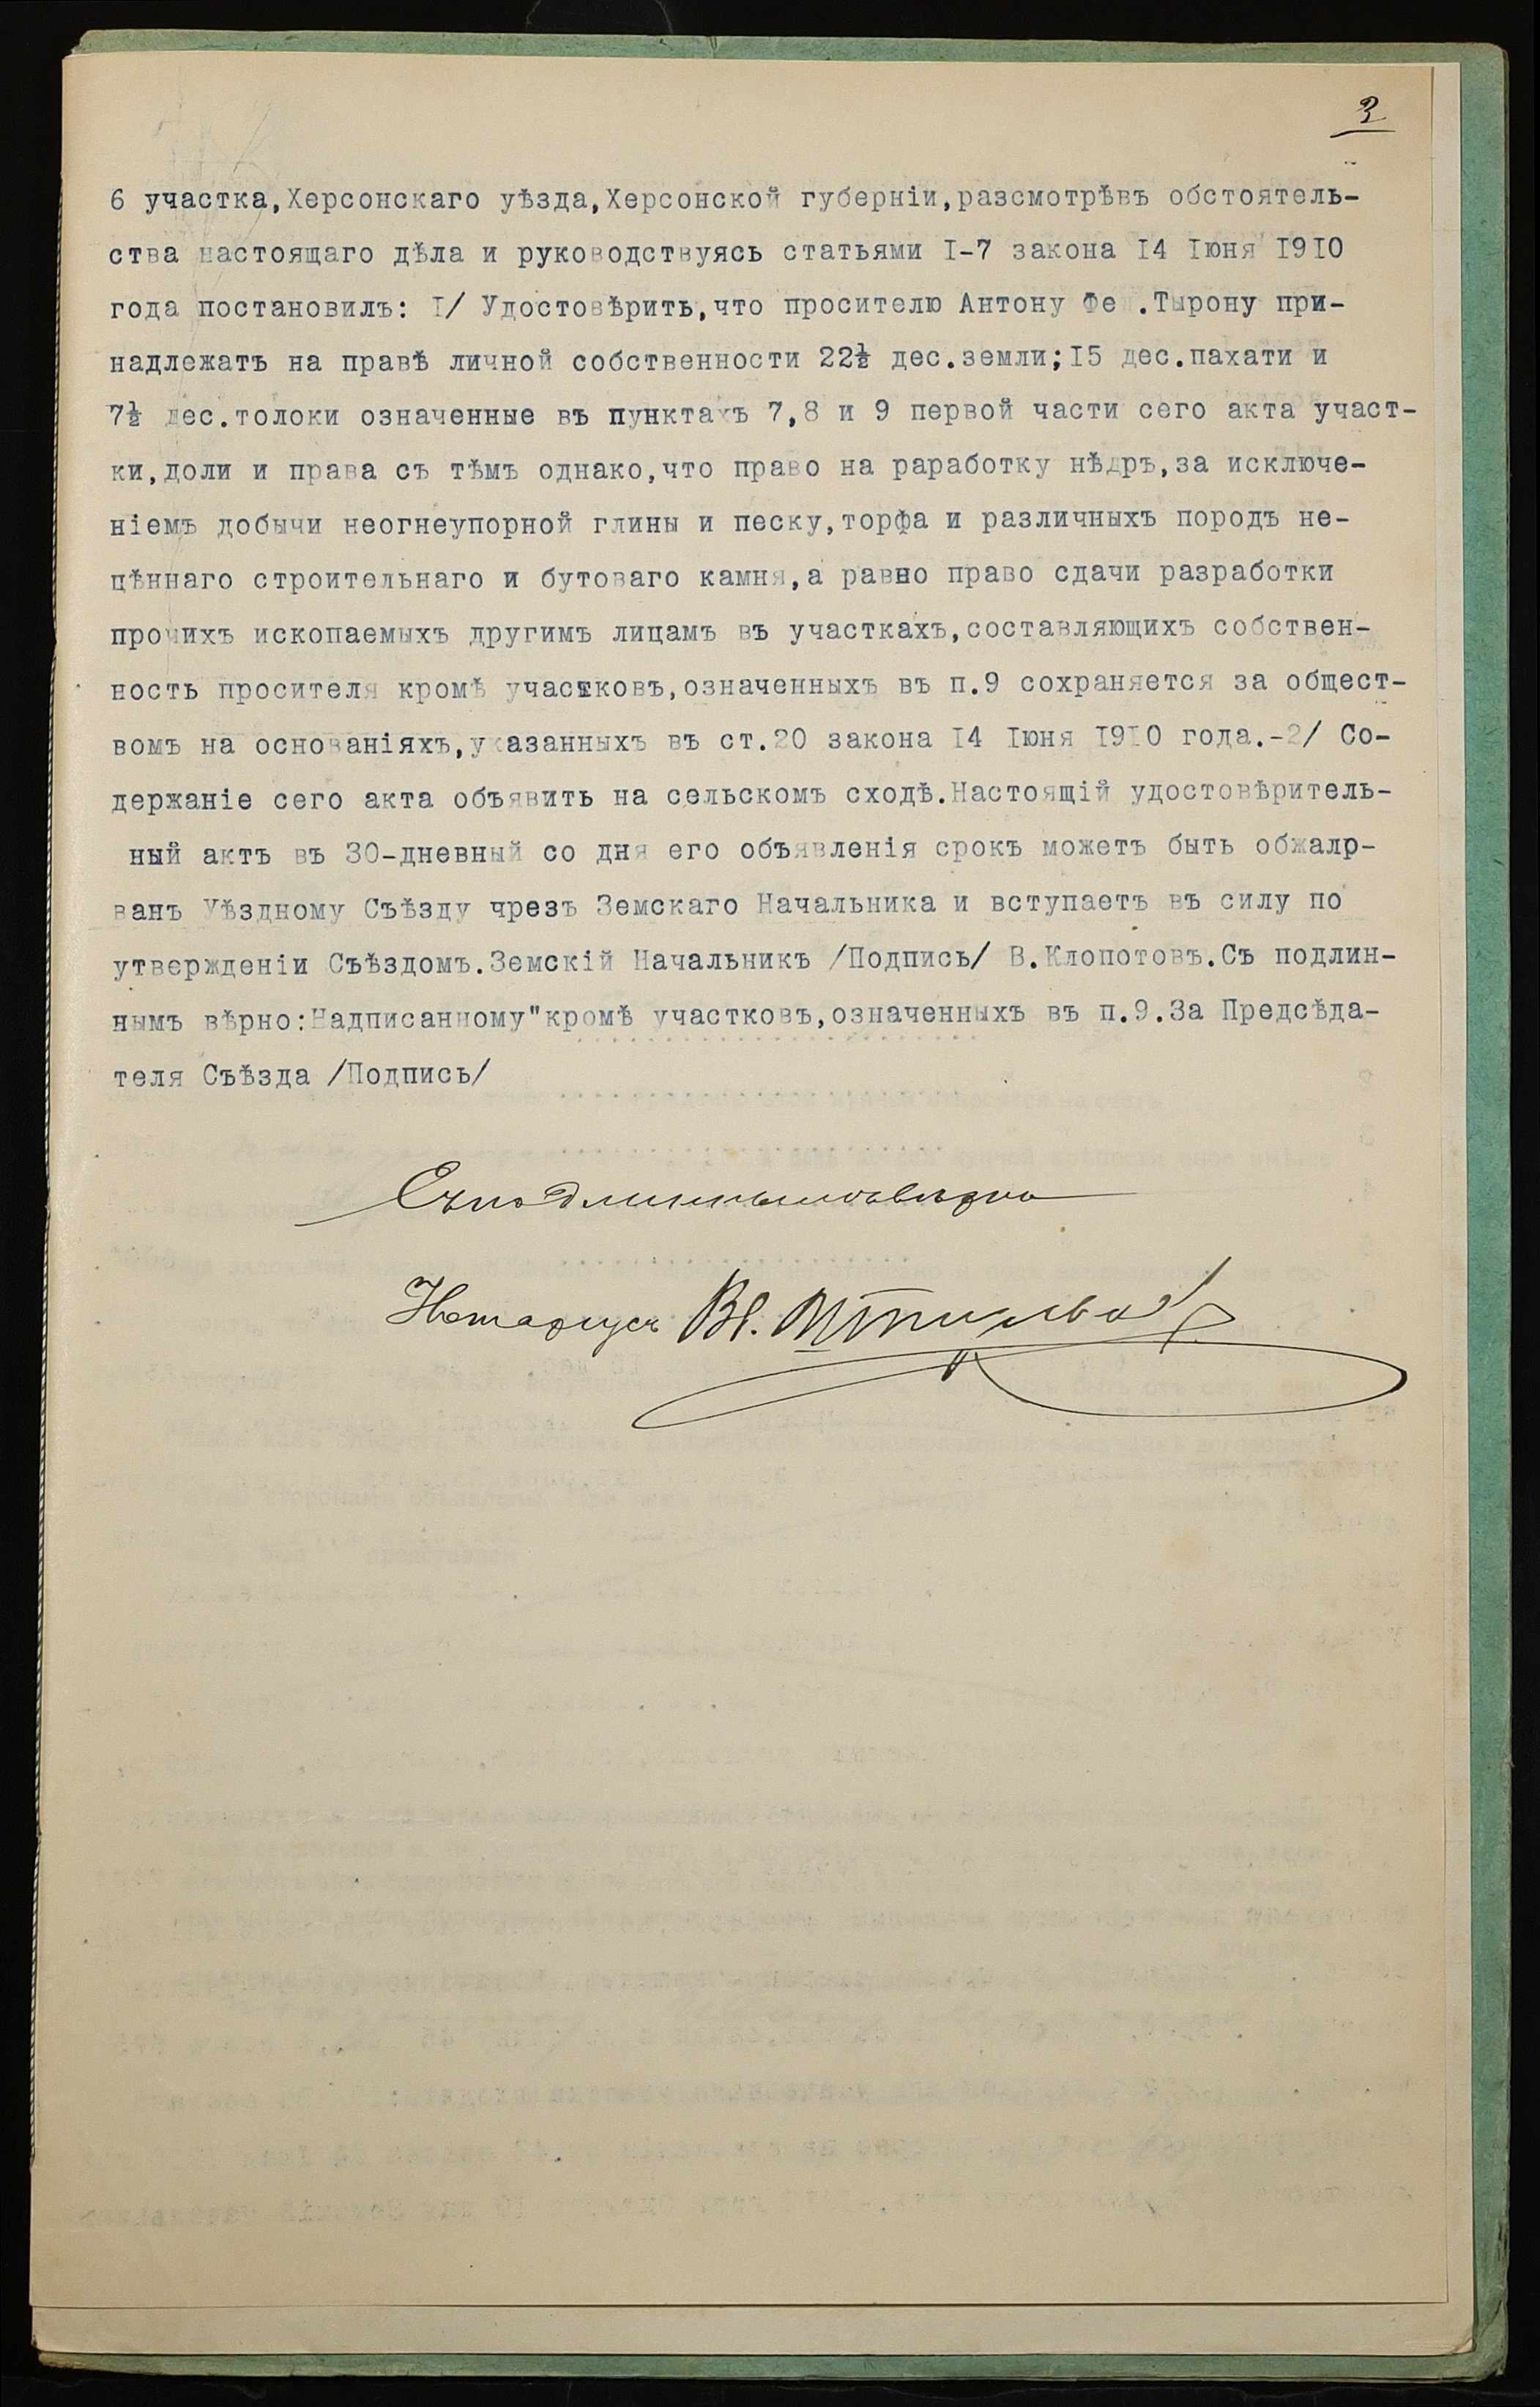 3
6 участка,Херсонскаго уѣзда,Херсонской губерніи,разсмотрѣвъ обстоятель-
ства настоящаго дѣла и руководствуясь статьями I-7 закона I4 Іюня I9IO
года постановилъ: I/ Удостовѣрить,что просителю Антону Фе .Тырону при-
надлежатъ на правѣ личной собственности 22½ дес.земли;I5 дес.пахати и
7½ дес.толоки означенные въ пунктахъ 7,8 и 9 первой части сего акта участ-
ки,доли и права съ тѣмъ однако,что право на раработку нѣдръ,за исключе-
ніемъ добычи неогнеупорной глины и песку,торфа и различныхъ породъ не-
цѣннаго строительнаго и бутоваго камня,а равно право сдачи разработки
прочихъ ископаемыхъ другимъ лицамъ въ участкахъ,составляющихъ собствен-
ность просителя кромѣ участковъ,означенныхъ въ п.9 сохраняется за общест-
вомъ на основаніяхъ,указанныхъ въ ст.20 закона I4 Іюня I9IO года.-2/ Со-
держаніе сего акта объявить на сельскомъ сходѣ.Настоящій удостовѣритель-
ный актъ въ 30-дневный со дня его объявленія срокъ можетъ быть обжалр-
ванъ Уѣздному Съѣзду чрезъ Земскаго Начальника и вступаетъ въ силу по
утвержденіи Съѣздомъ.Земскій Начальникъ /Подпись/ В.Клопотовъ.Съ подлин-
нымъ вѣрно:Надписанному"кромѣ участковъ,означенныхъ въ п.9.За Предсѣда-
теля Съѣзда /Подпись/
Съ подлиннымъ вѣрно
Нотаріусъ Вл.